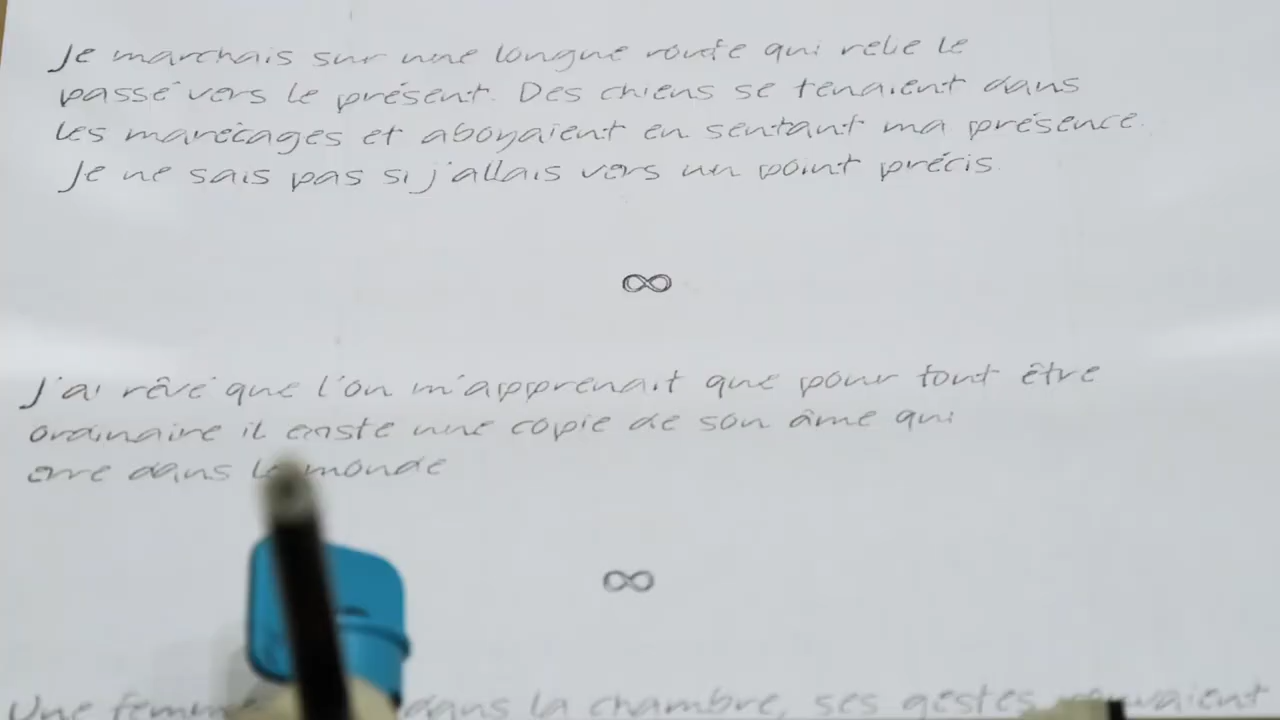 Je marchais sur une longue route qui relie le
passé vers le présent. Des chiens se tenaient dans
les marécages et aboyaient en sentant ma présence.
Je ne sais pas si j'allais vers un point précis.
∞
J'ai rêvé que l'on m'apprenait que pour tout être
ordinaire il existe une copie de son âme qui
erre dans le monde
∞
Une femme dans la chambre, ses gestes